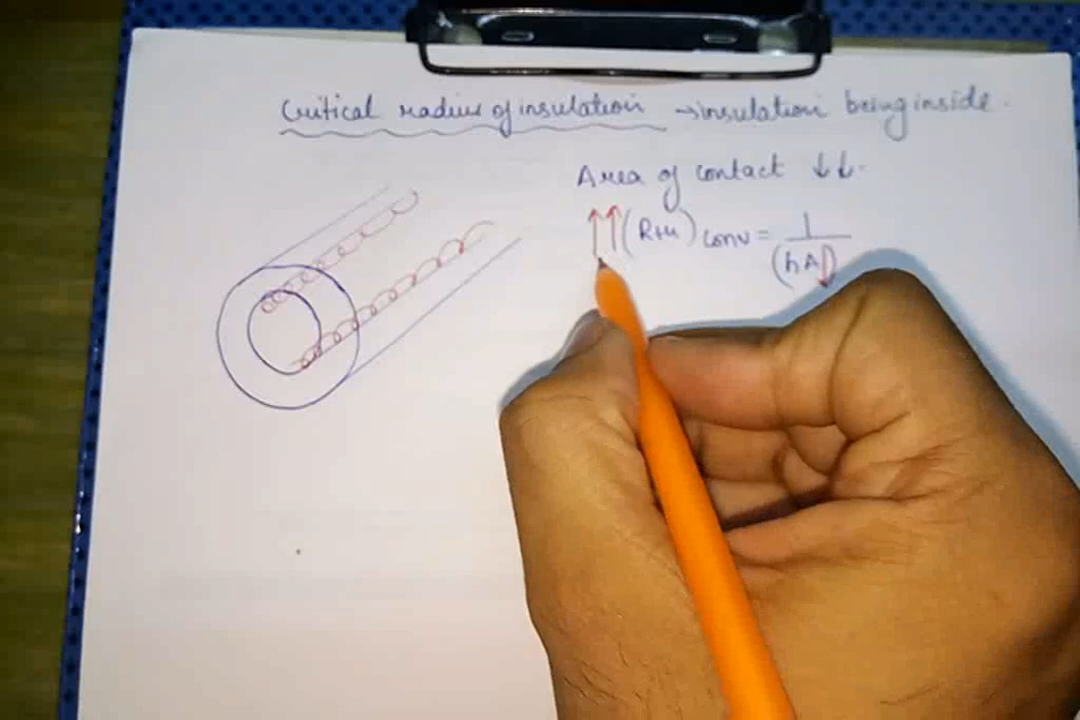 Critical radius of insulation → insulation being inside.
Area of contact ↓↓.
↑↑(Rth)conv = 1/(hA↓)